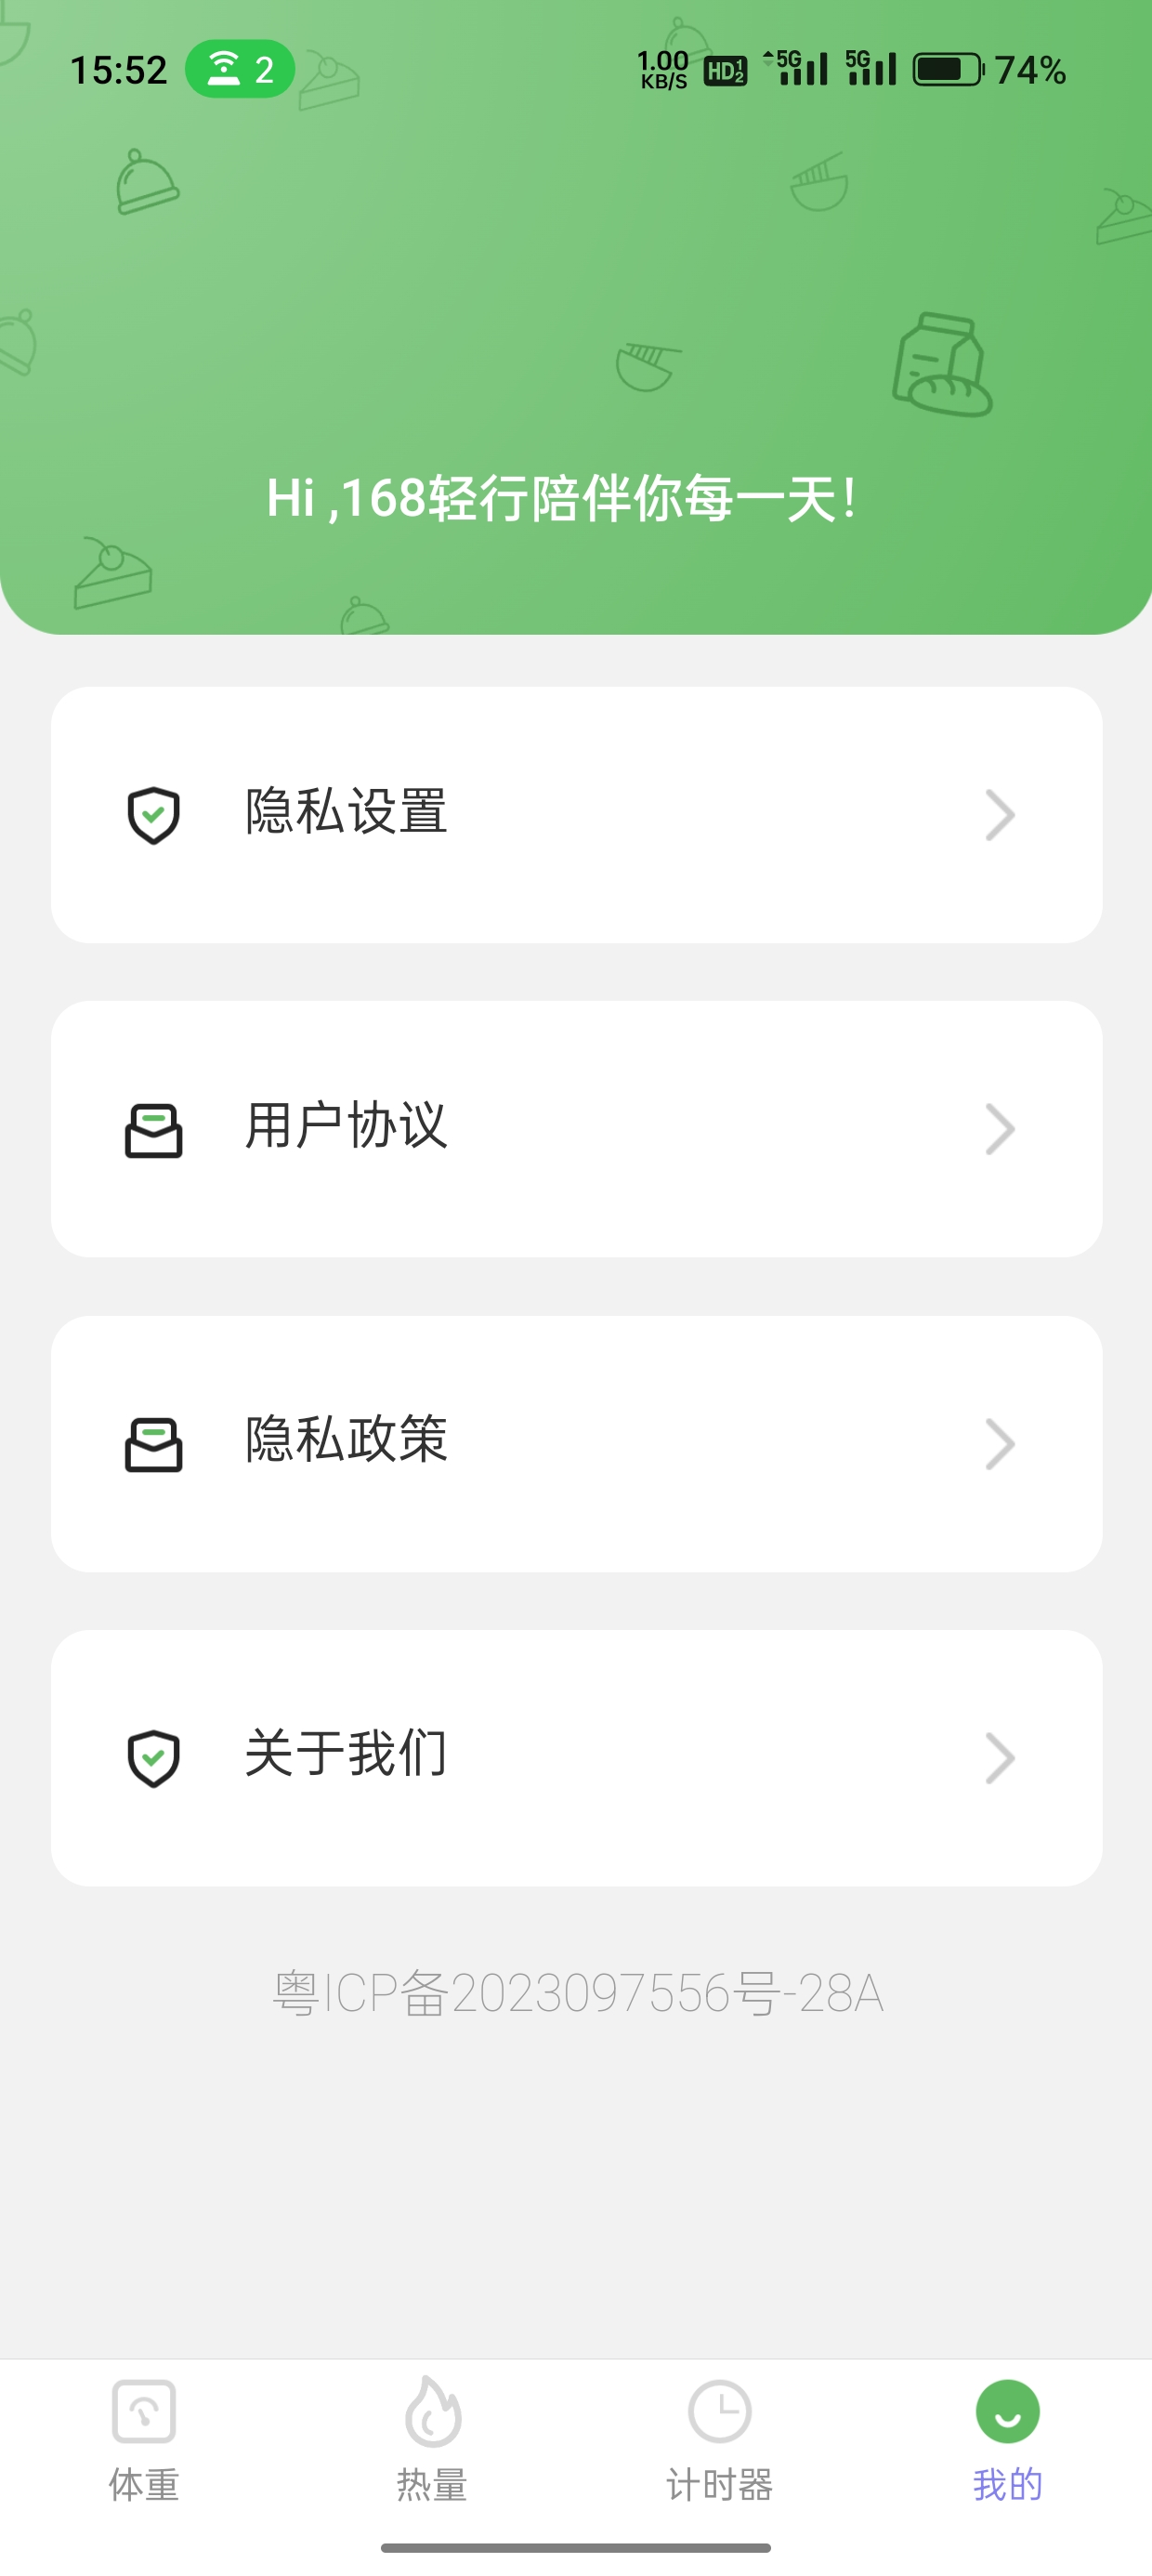 15:52 2 1.00 KB/S HD 1 2 5G 5G 74%
Hi ,168轻行陪伴你每一天!
隐私设置
用户协议
隐私政策
关于我们
粤ICP备2023097556号-28A
体重 热量 计时器 我的